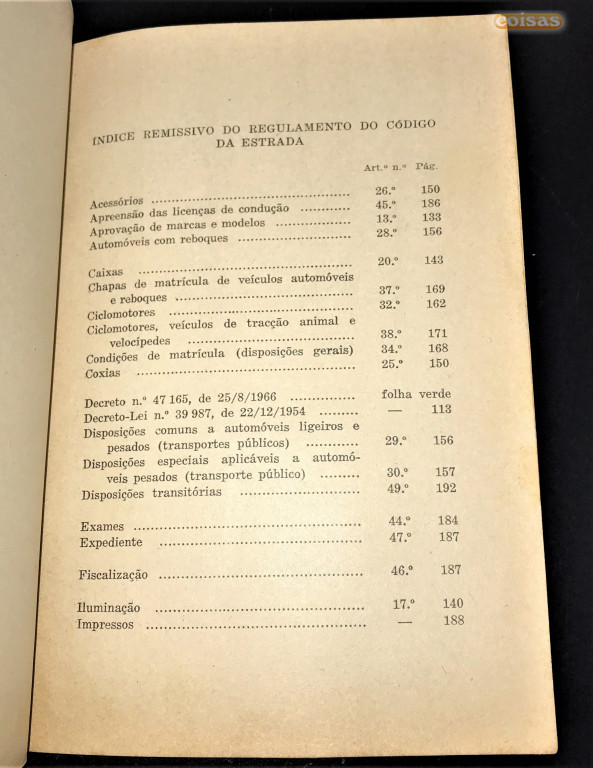 coisas
ÍNDICE REMISSIVO DO REGULAMENTO DO CÓDIGO
DA ESTRADA
Art.º n.º Pág.
Acessórios ................................................ 26.º 150
Apreensão das licenças de condução ............ 45.º 186
Aprovação de marcas e modelos .................. 13.º 133
Automóveis com reboques ........................... 28.º 156
Caixas .................................................... 20.º 143
Chapas de matrícula de veículos automóveis
e reboques ........................................... 37.º 169
Ciclomotores ............................................. 32.º 162
Ciclomotores, veículos de tracção animal e
velocípedes ........................................ 38.º 171
Condições de matrícula (disposições gerais) 34.º 168
Coxias ..................................................... 25.º 150
Decreto n.º 47 165, de 25/8/1966 ................ folha verde
Decreto-Lei n.º 39 987, de 22/12/1954 ......... — 113
Disposições comuns a automóveis ligeiros e
pesados (transportes públicos) ............ 29.º 156
Disposições especiais aplicáveis a automó-
veis pesados (transporte público) ......... 30.º 157
Disposições transitórias ............................. 49.º 192
Exames ...................................................... 44.º 184
Expediente ................................................. 47.º 187
Fiscalização ................................................ 46.º 187
Iluminação .................................................. 17.º 140
Impressos .................................................... — 188